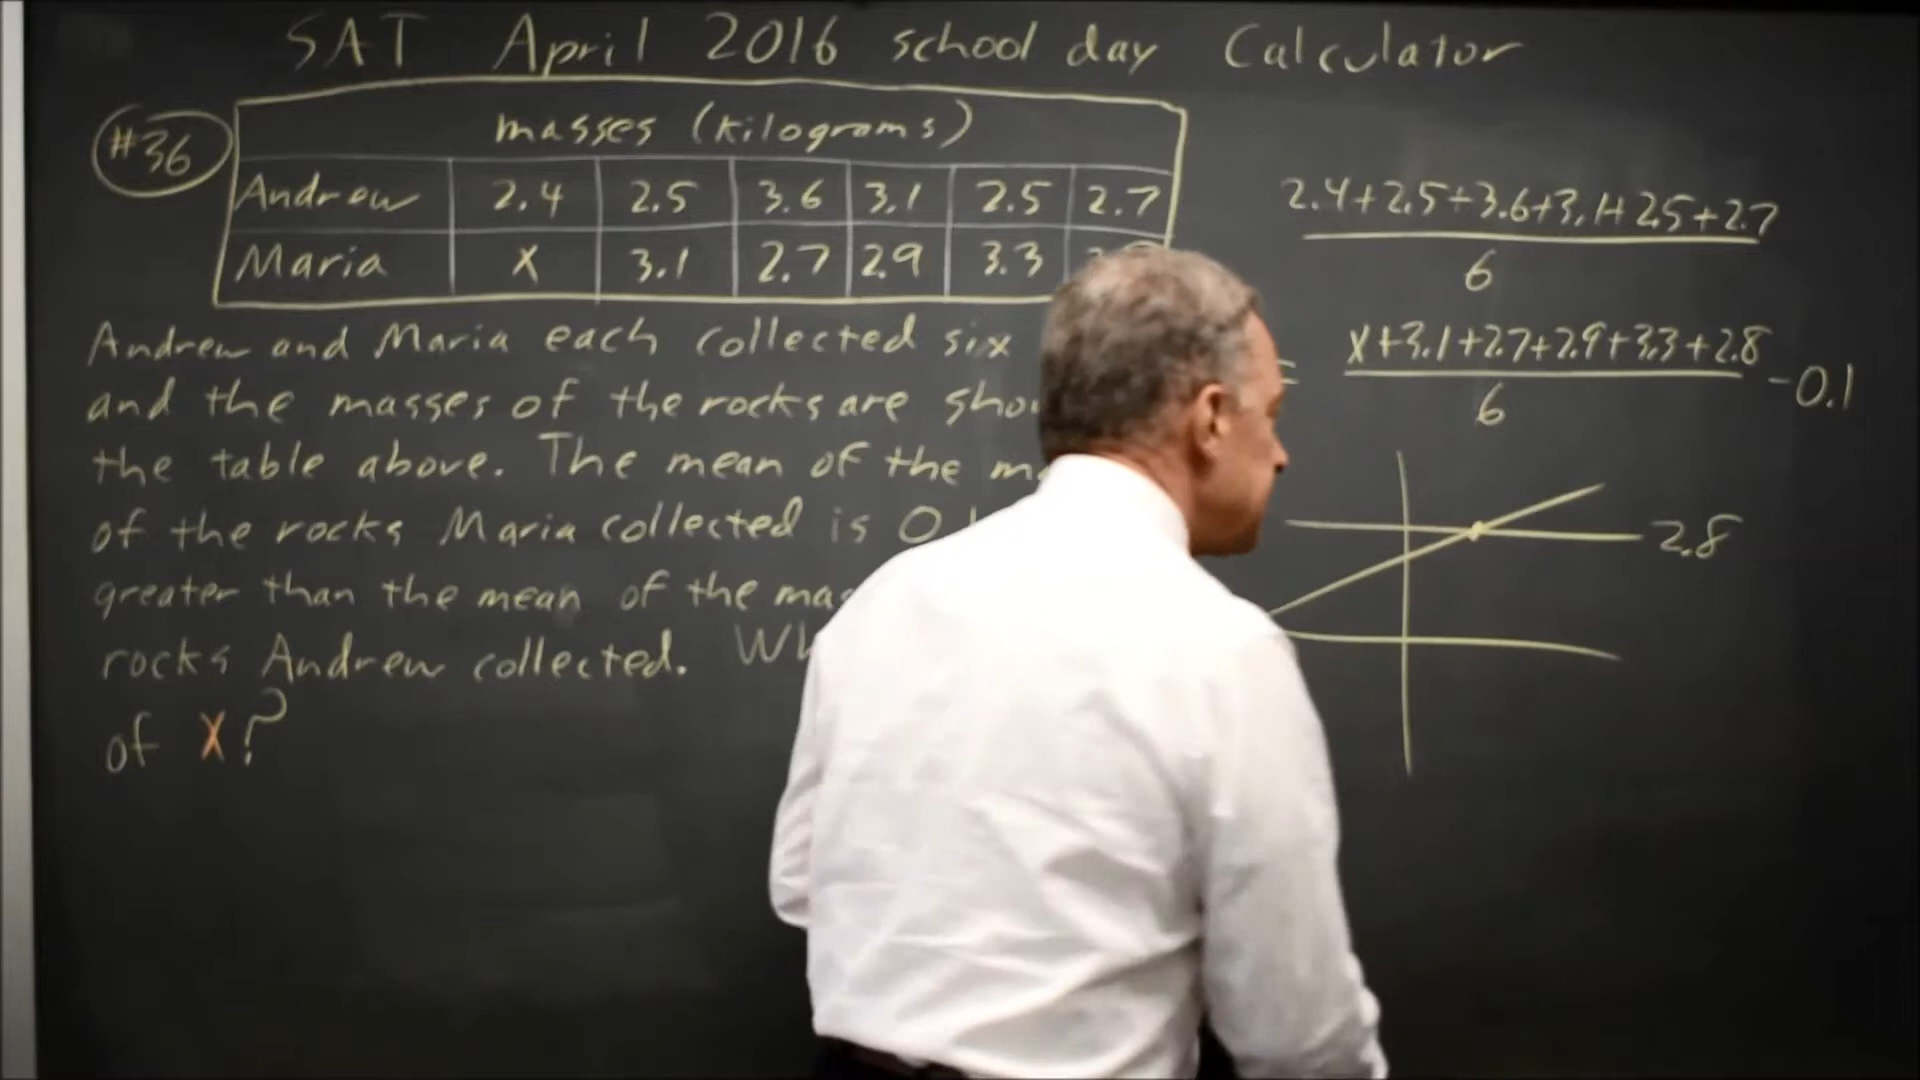 SAT April 2016 school day Calculator
#36
masses (kilograms)
Andrew 2.4 2.5 3.6 3.1 2.5 2.7
Maria x 3.1 2.7 2.9 3.3
Andrew and Maria each collected six
and the masses of the rocks are
the table above. The mean of the
of the rocks Maria collected is
greater than the mean of the
rocks Andrew collected.
of x?
2.4+2.5+3.6+3.1+2.5+2.7
6
= x+3.1+2.7+2.9+3.3+2.8
6
-0.1
2.8